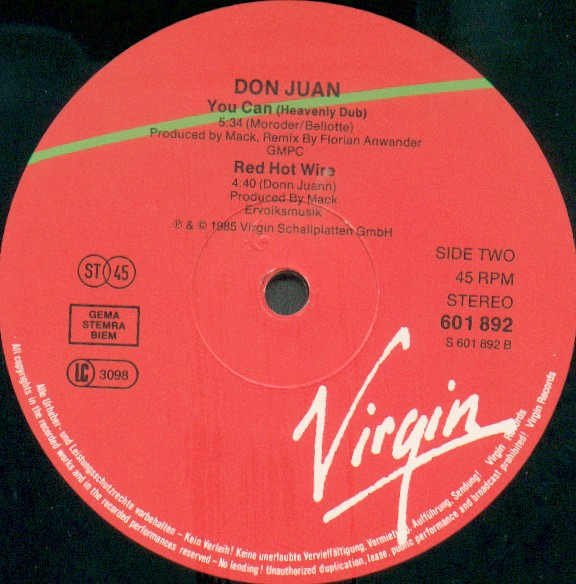 DON JUAN
You Can (Heavenly Dub)
5:34 (Moroder/Bellotte)
Produced by Mack, Remix By Florian Anwander
GMPC
Red Hot Wire
4:40 (Donn Juann)
Produced By Mack
Ervolksmusik
℗ & © 1985 Virgin Schallplatten GmbH
SIDE TWO
45 RPM
STEREO
601 892
S 601 892 B
ST 45
GEMA
STEMRA
BIEM
LC 3098
Virgin
Alle Urheber- und Leistungsschutzrechte vorbehalten – Kein Verleih! Keine unerlaubte Vervielfältigung, Vermietung, Aufführung, Sendung! Virgin Records
All copyrights in the recorded works and in the recorded performances reserved – No lending! Unauthorized duplication, lease, public performance and broadcast prohibited! Virgin Records